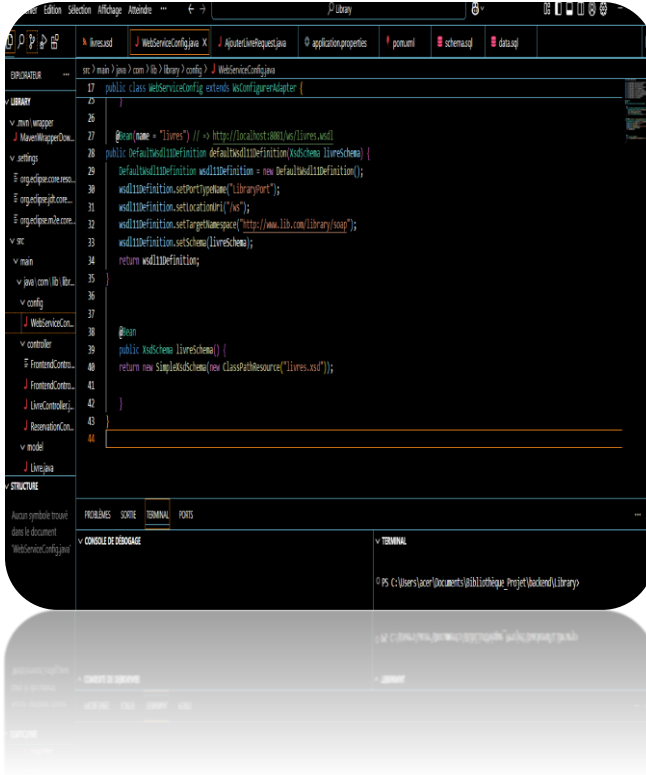 Edition Sélection Affichage Atteindre ··· Library
livres.xsd J WebServiceConfig.java X J AjouterLivreRequest.java application.properties pom.xml schema.sql data.sql
EXPLORATEUR ···
LIBRARY
.mvn \ wrapper
J MavenWrapperDow...
.settings
org.eclipse.core.reso...
org.eclipse.jdt.core....
org.eclipse.m2e.core...
src
main
java \ com \ lib \ libr...
config
J WebServiceCon...
controller
FrontendContro...
J FrontendContro...
J LivreController.j...
J ReservationCon...
model
J Livre.java
STRUCTURE
Aucun symbole trouvé
dans le document
'WebServiceConfig.java'
src > main > java > com > lib > library > config > J WebServiceConfig.java
17 public class WebServiceConfig extends WsConfigurerAdapter {
25 }
26
27 @Bean(name = "livres") // => http://localhost:8081/ws/livres.wsdl
28 public DefaultWsdl11Definition defaultWsdl11Definition(XsdSchema livreSchema) {
29 DefaultWsdl11Definition wsdl11Definition = new DefaultWsdl11Definition();
30 wsdl11Definition.setPortTypeName("LibraryPort");
31 wsdl11Definition.setLocationUri("/ws");
32 wsdl11Definition.setTargetNamespace("http://www.lib.com/library/soap");
33 wsdl11Definition.setSchema(livreSchema);
34 return wsdl11Definition;
35 }
36
37
38 @Bean
39 public XsdSchema livreSchema() {
40 return new SimpleXsdSchema(new ClassPathResource("livres.xsd"));
41
42 }
43 }
44
PROBLÈMES SORTIE TERMINAL PORTS ···
CONSOLE DE DÉBOGAGE
TERMINAL
PS C:\Users\acer\Documents\Bibliothèque_Projet\backend\Library>